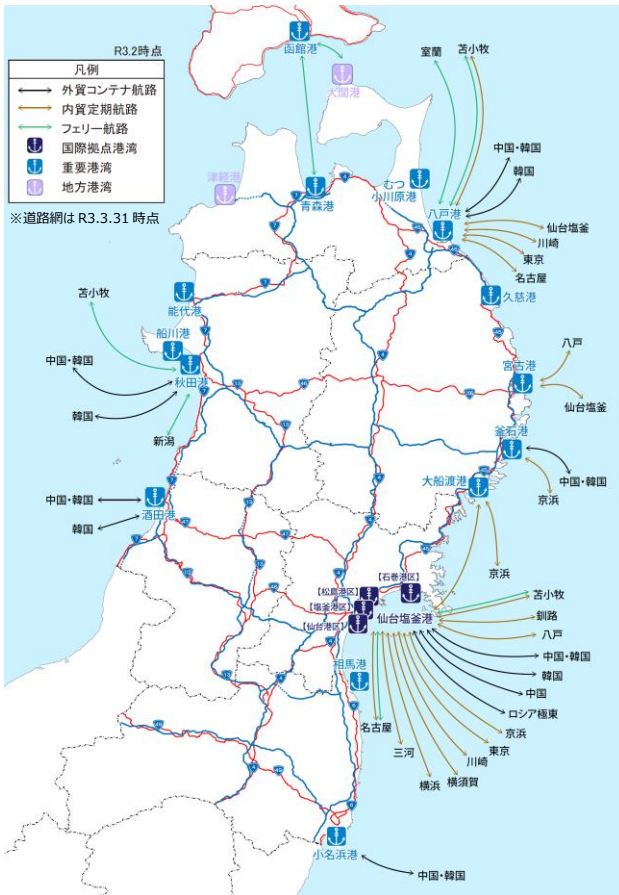 R3.2時点
凡例
外貿コンテナ航路
内貿定期航路
フェリー航路
国際拠点港湾
重要港湾
地方港湾
※道路網は R3.3.31 時点
函館港
大間港
室蘭
苫小牧
中国・韓国
韓国
津軽港
青森港
むつ
小川原港
八戸港
仙台塩釜
川崎
東京
名古屋
能代港
久慈港
苫小牧
船川港
秋田港
中国・韓国
韓国
新潟
八戸
宮古港
仙台塩釜
釜石港
中国・韓国
京浜
大船渡港
京浜
中国・韓国
韓国
酒田港
【石巻港区】
【松島港区】
【塩釜港区】
【仙台港区】
仙台塩釜港
苫小牧
釧路
八戸
中国・韓国
韓国
中国
ロシア極東
京浜
東京
川崎
横須賀
横浜
三河
名古屋
相馬港
小名浜港
中国・韓国